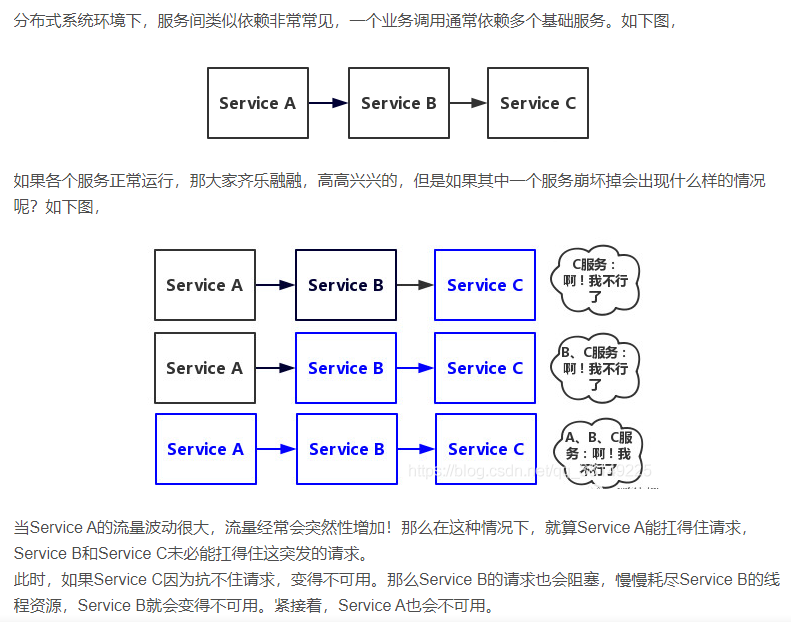 分布式系统环境下，服务间类似依赖非常常见，一个业务调用通常依赖多个基础服务。如下图，
Service A
Service B
Service C
如果各个服务正常运行，那大家齐乐融融，高高兴兴的，但是如果其中一个服务崩坏掉会出现什么样的情况
呢？如下图，
Service A
Service B
Service C
C服务：
啊！我不行
了
Service A
Service B
Service C
B、C服务：
啊！我不行
了
Service A
Service B
Service C
A、B、C服
务：啊！我
不行了
当Service A的流量波动很大，流量经常会突然性增加！那么在这种情况下，就算Service A能扛得住请求，
Service B和Service C未必能扛得住这突发的请求。
此时，如果Service C因为抗不住请求，变得不可用。那么Service B的请求也会阻塞，慢慢耗尽Service B的线
程资源，Service B就会变得不可用。紧接着，Service A也会不可用。